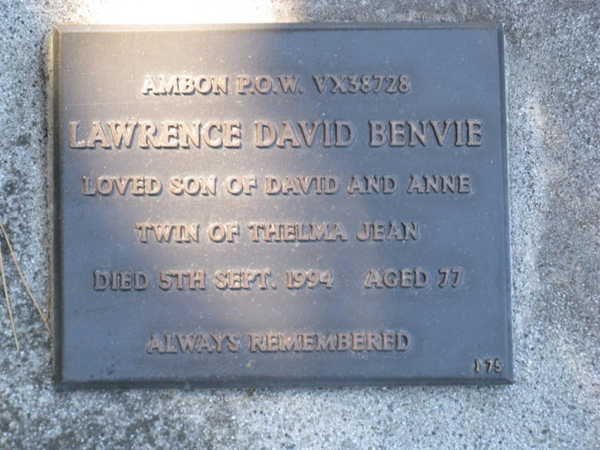 AMBON P.O.W. VX38728
LAWRENCE DAVID BENVIE
LOVED SON OF DAVID AND ANNE
TWIN OF THELMA JEAN
DIED 5TH SEPT. 1994 AGED 77
ALWAYS REMEMBERED
175